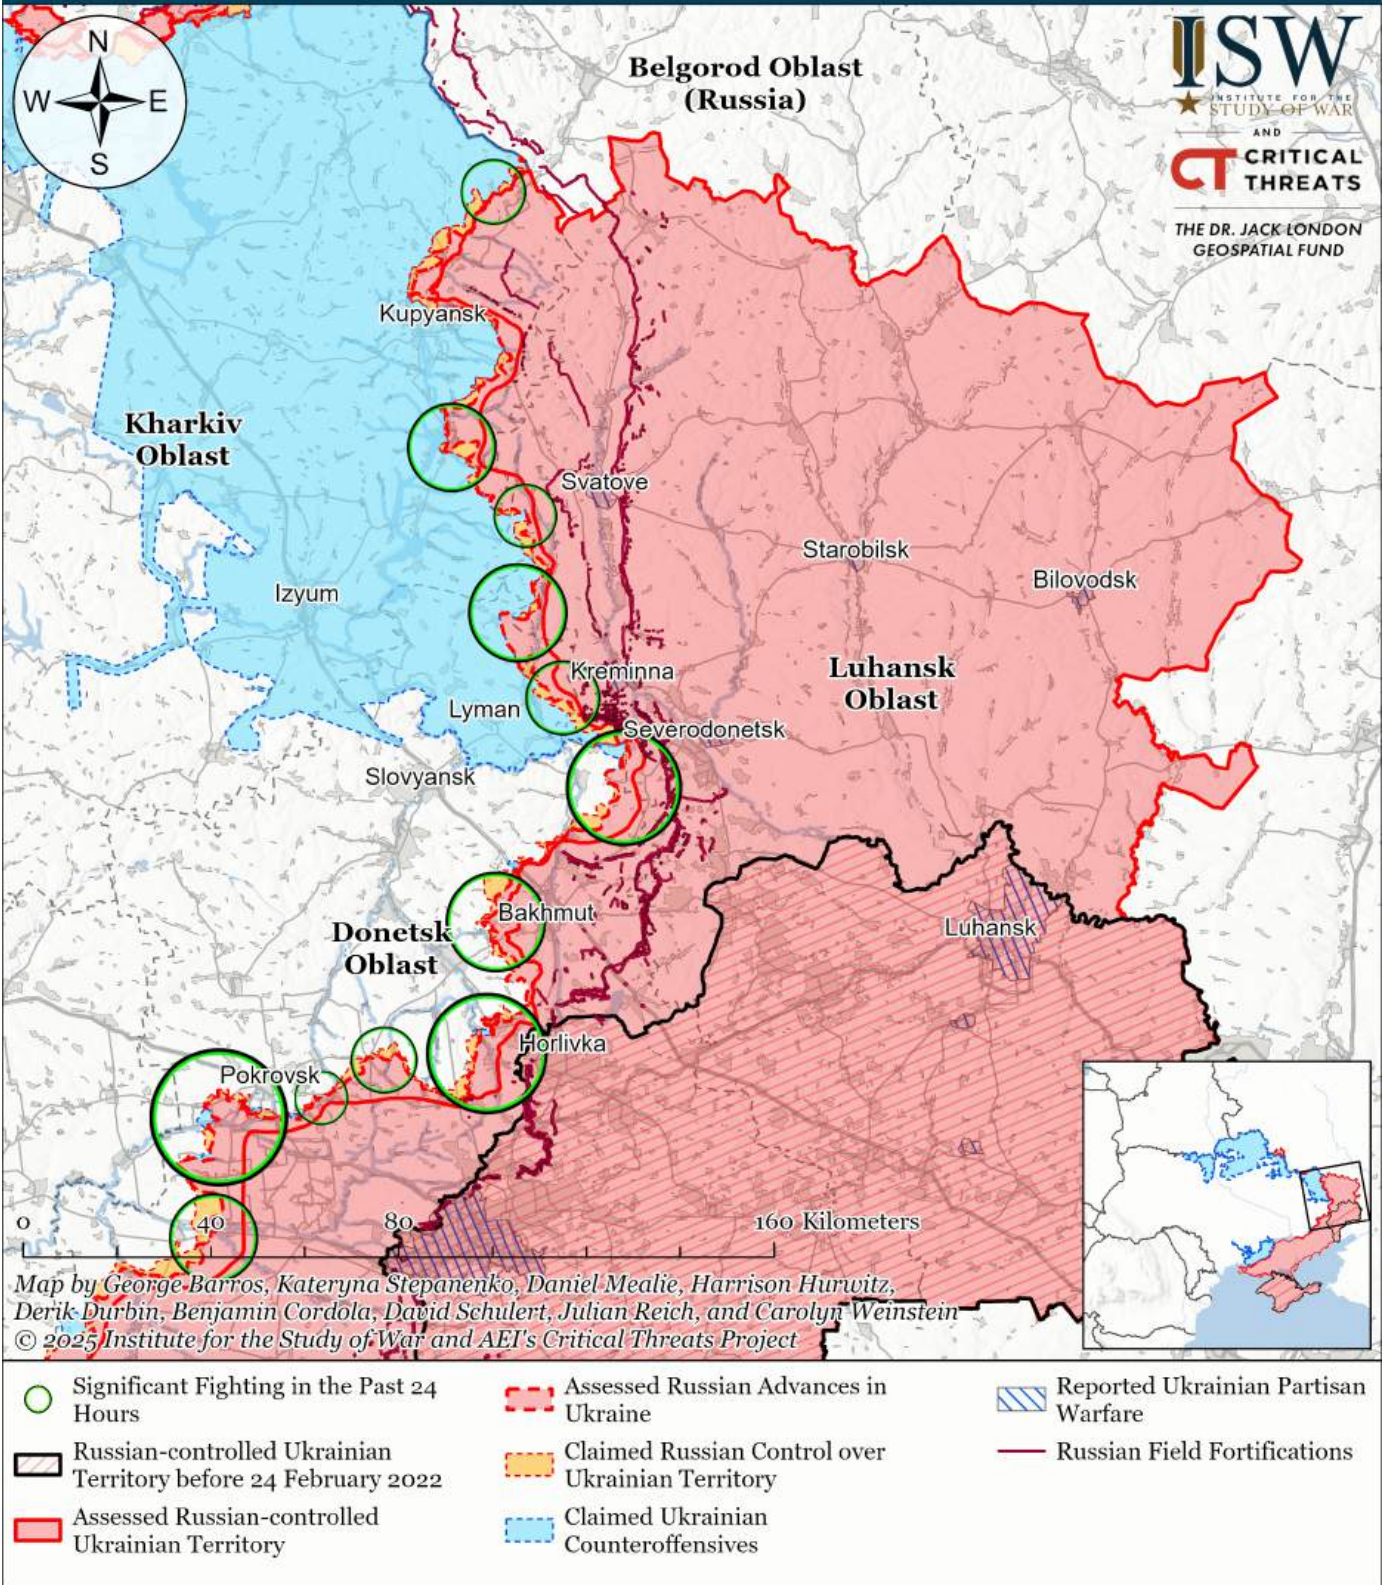 N
W
E
S
Belgorod Oblast
(Russia)
ISW
INSTITUTE FOR THE
STUDY OF WAR
AND
CT CRITICAL
THREATS
THE DR. JACK LONDON
GEOSPATIAL FUND
Kupyansk
Kharkiv
Oblast
Svatove
Starobilsk
Bilovodsk
Izyum
Kreminna
Luhansk
Oblast
Lyman
Severodonetsk
Slovyansk
Bakhmut
Luhansk
Donetsk
Oblast
Horlivka
Pokrovsk
0 40 80 160 Kilometers
Map by George Barros, Kateryna Stepanenko, Daniel Mealie, Harrison Hurwitz,
Derik Durbin, Benjamin Cordola, David Schulert, Julian Reich, and Carolyn Weinstein
© 2025 Institute for the Study of War and AEI's Critical Threats Project
Significant Fighting in the Past 24
Hours
Russian-controlled Ukrainian
Territory before 24 February 2022
Assessed Russian-controlled
Ukrainian Territory
Assessed Russian Advances in
Ukraine
Claimed Russian Control over
Ukrainian Territory
Claimed Ukrainian
Counteroffensives
Reported Ukrainian Partisan
Warfare
Russian Field Fortifications